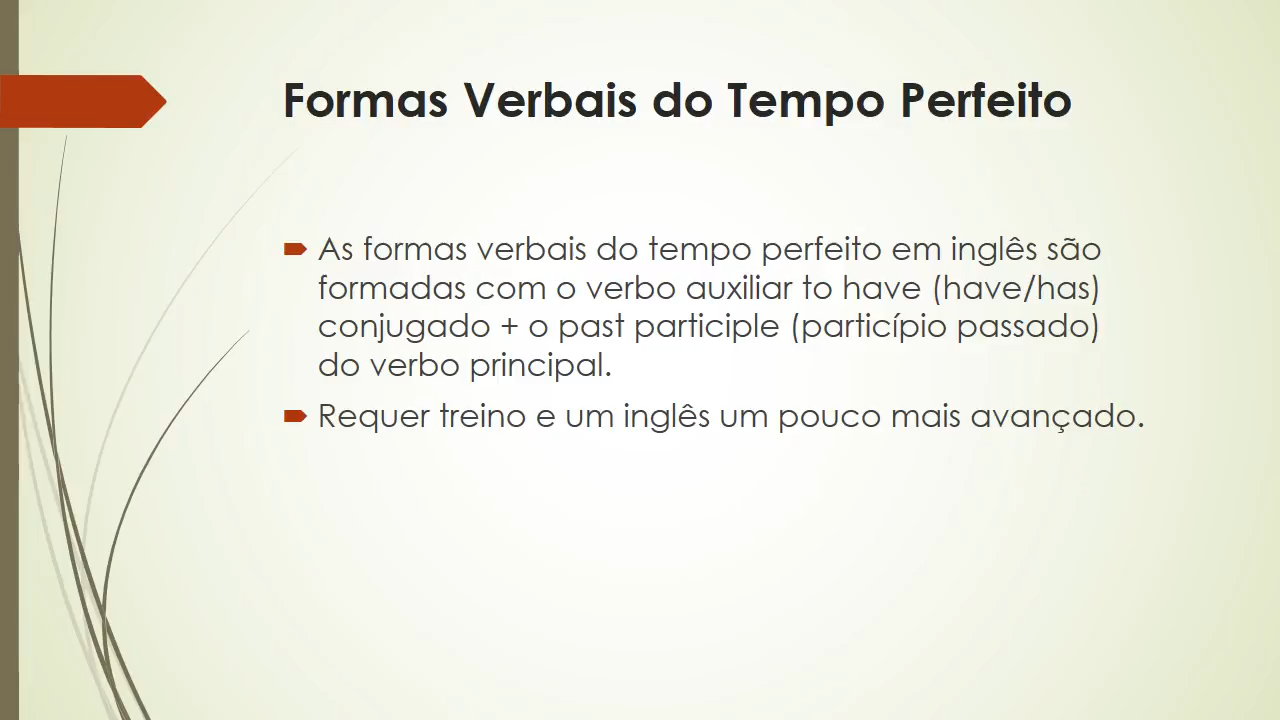 Formas Verbais do Tempo Perfeito
As formas verbais do tempo perfeito em inglês são
formadas com o verbo auxiliar to have (have/has)
conjugado + o past participle (particípio passado)
do verbo principal.
Requer treino e um inglês um pouco mais avançado.